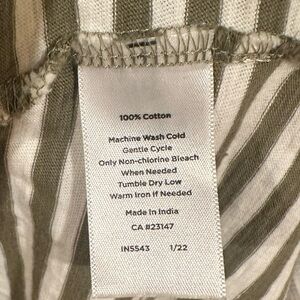 100% Cotton
Machine Wash Cold
Gentle Cycle
Only Non-chlorine Bleach
When Needed
Tumble Dry Low
Warm Iron if Needed
Made in India
CA #23147
IN5543 1/22